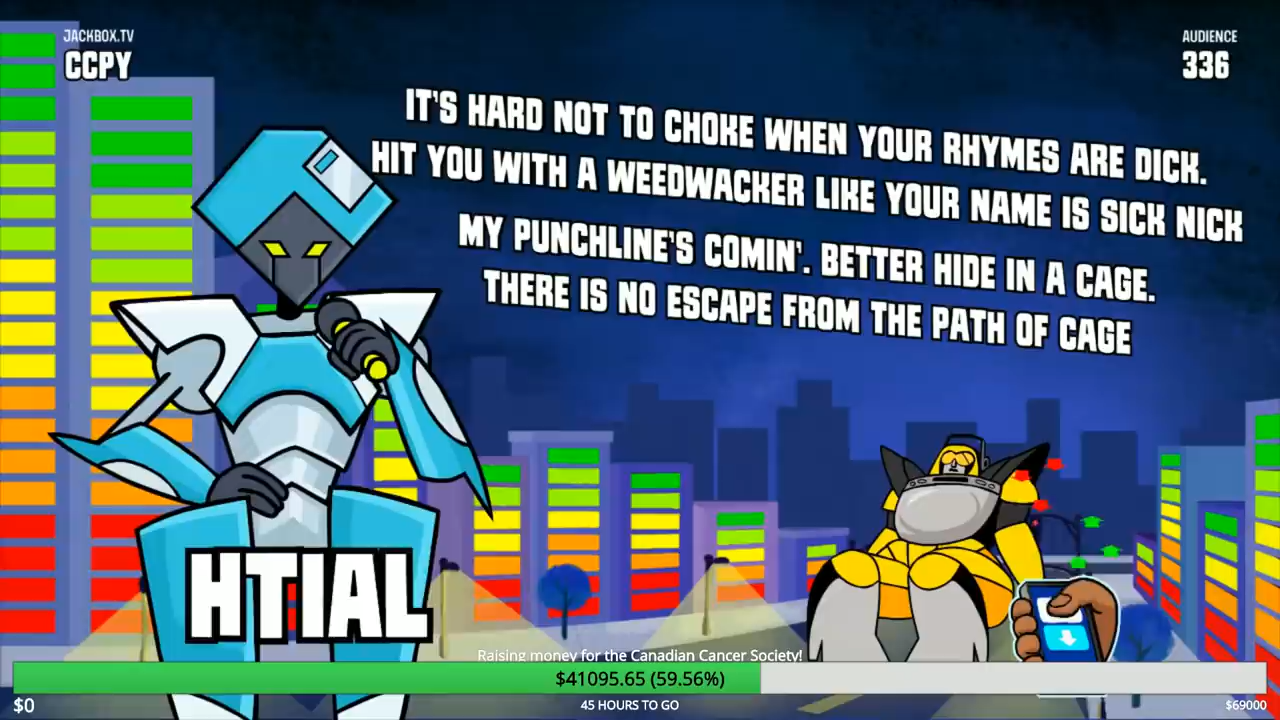 JACKBOX.TV
CCPY
AUDIENCE
336
IT'S HARD NOT TO CHOKE WHEN YOUR RHYMES ARE DICK.
HIT YOU WITH A WEEDWACKER LIKE YOUR NAME IS SICK NICK
MY PUNCHLINE'S COMIN'. BETTER HIDE IN A CAGE.
THERE IS NO ESCAPE FROM THE PATH OF CAGE
HTIAL
Raising money for the Canadian Cancer Society!
$41095.65 (59.56%)
$0
45 HOURS TO GO
$69000